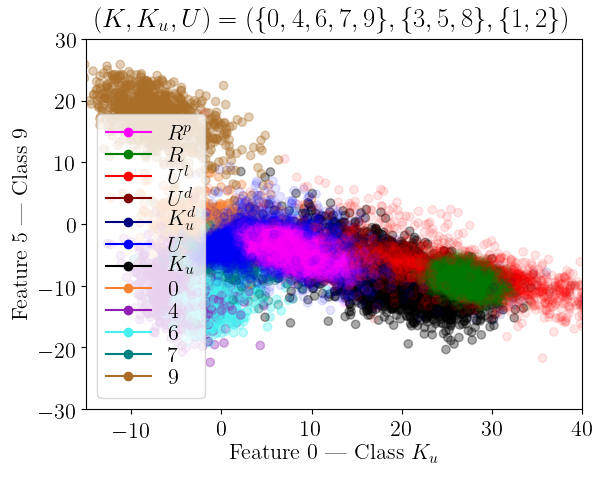 (K, K_u, U) = ({0, 4, 6, 7, 9}, {3, 5, 8}, {1, 2})
30
20
10
0
−10
−20
−30
Feature 5 — Class 9
R^p
R
U^l
U^d
K_u^d
U
K_u
0
4
6
7
9
−10 0 10 20 30 40
Feature 0 — Class K_u